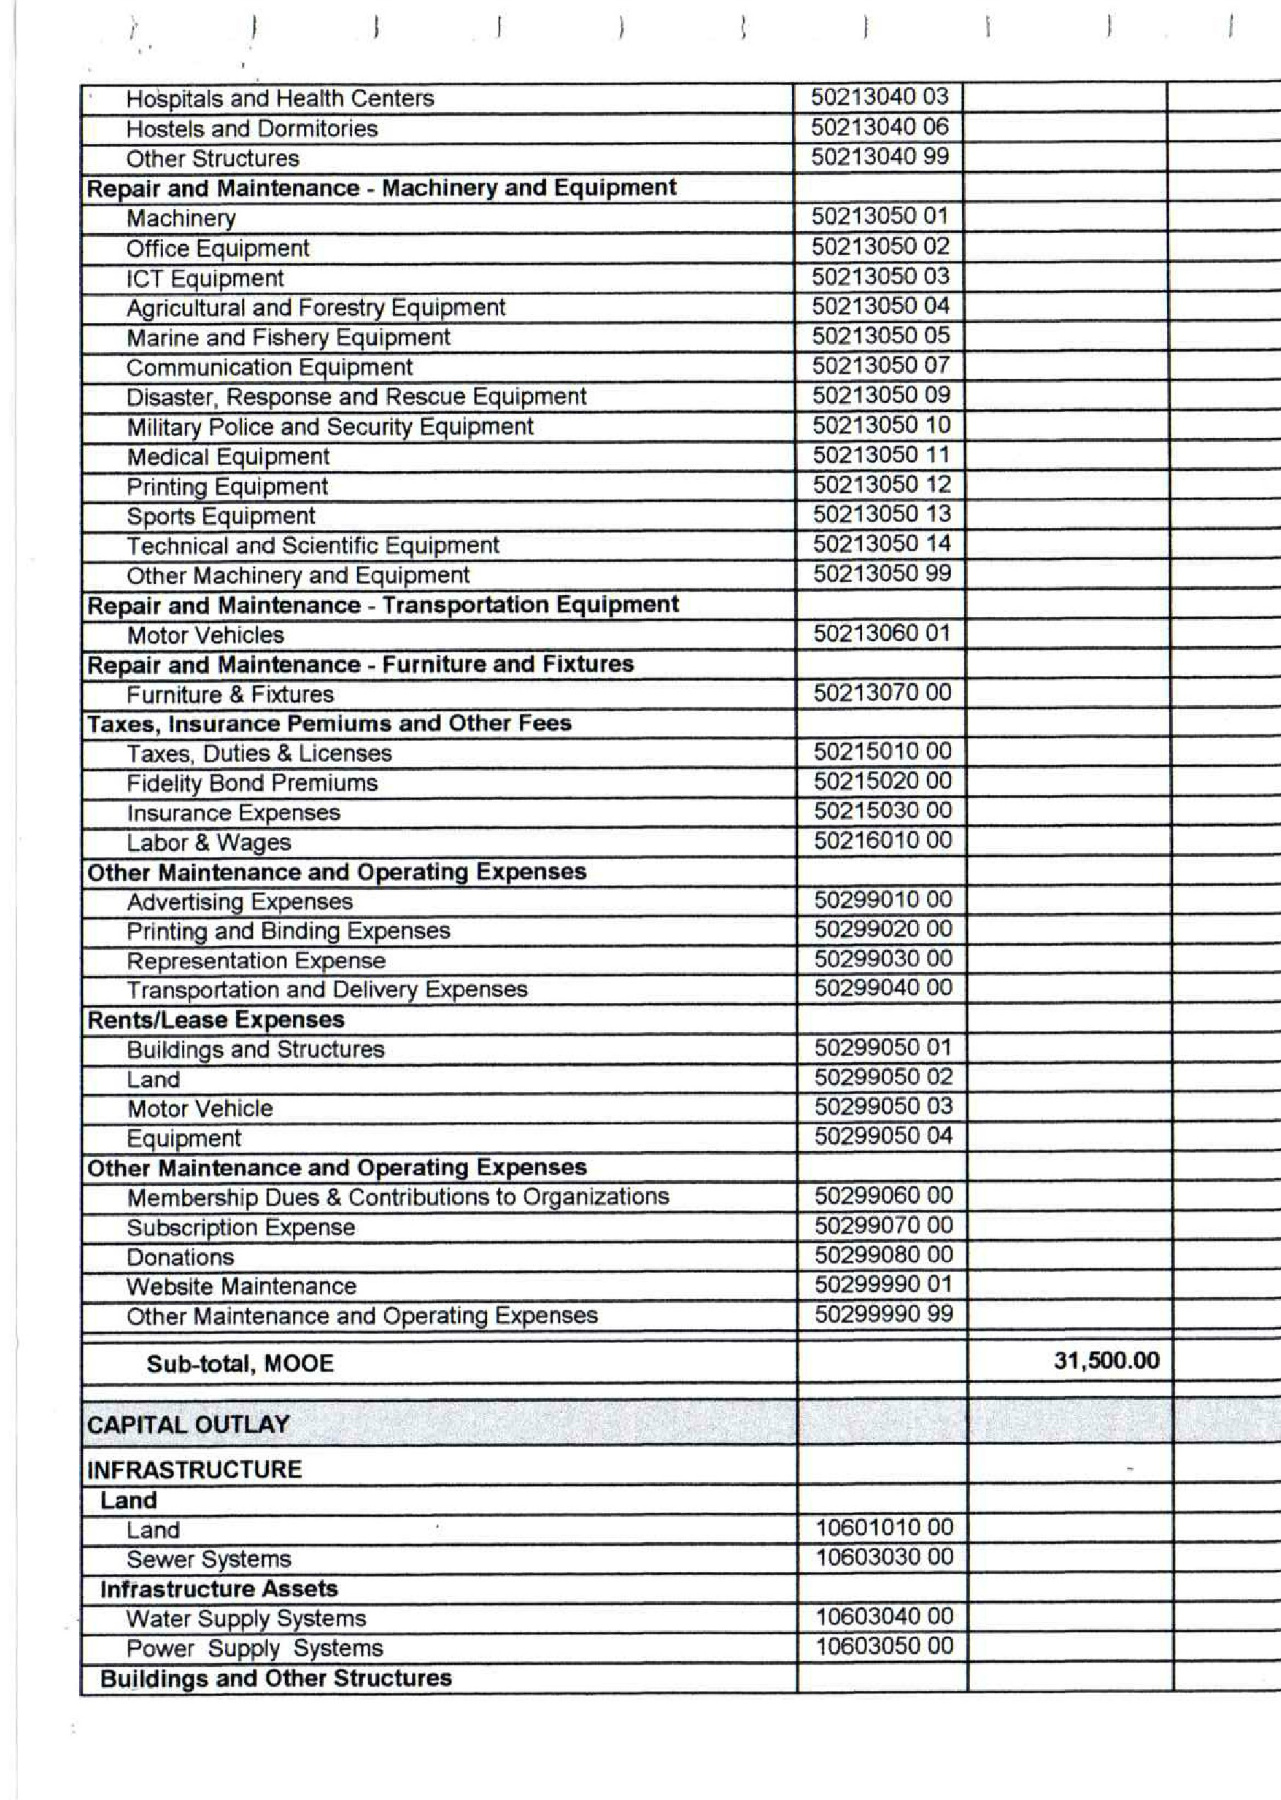 Hospitals and Health Centers 50213040 03
Hostels and Dormitories 50213040 06
Other Structures 50213040 99
Repair and Maintenance - Machinery and Equipment
Machinery 50213050 01
Office Equipment 50213050 02
ICT Equipment 50213050 03
Agricultural and Forestry Equipment 50213050 04
Marine and Fishery Equipment 50213050 05
Communication Equipment 50213050 07
Disaster, Response and Rescue Equipment 50213050 09
Military Police and Security Equipment 50213050 10
Medical Equipment 50213050 11
Printing Equipment 50213050 12
Sports Equipment 50213050 13
Technical and Scientific Equipment 50213050 14
Other Machinery and Equipment 50213050 99
Repair and Maintenance - Transportation Equipment
Motor Vehicles 50213060 01
Repair and Maintenance - Furniture and Fixtures
Furniture & Fixtures 50213070 00
Taxes, Insurance Pemiums and Other Fees
Taxes, Duties & Licenses 50215010 00
Fidelity Bond Premiums 50215020 00
Insurance Expenses 50215030 00
Labor & Wages 50216010 00
Other Maintenance and Operating Expenses
Advertising Expenses 50299010 00
Printing and Binding Expenses 50299020 00
Representation Expense 50299030 00
Transportation and Delivery Expenses 50299040 00
Rents/Lease Expenses
Buildings and Structures 50299050 01
Land 50299050 02
Motor Vehicle 50299050 03
Equipment 50299050 04
Other Maintenance and Operating Expenses
Membership Dues & Contributions to Organizations 50299060 00
Subscription Expense 50299070 00
Donations 50299080 00
Website Maintenance 50299990 01
Other Maintenance and Operating Expenses 50299990 99
Sub-total, MOOE 31,500.00
CAPITAL OUTLAY
INFRASTRUCTURE -
Land
Land 10601010 00
Sewer Systems 10603030 00
Infrastructure Assets
Water Supply Systems 10603040 00
Power Supply Systems 10603050 00
Buildings and Other Structures